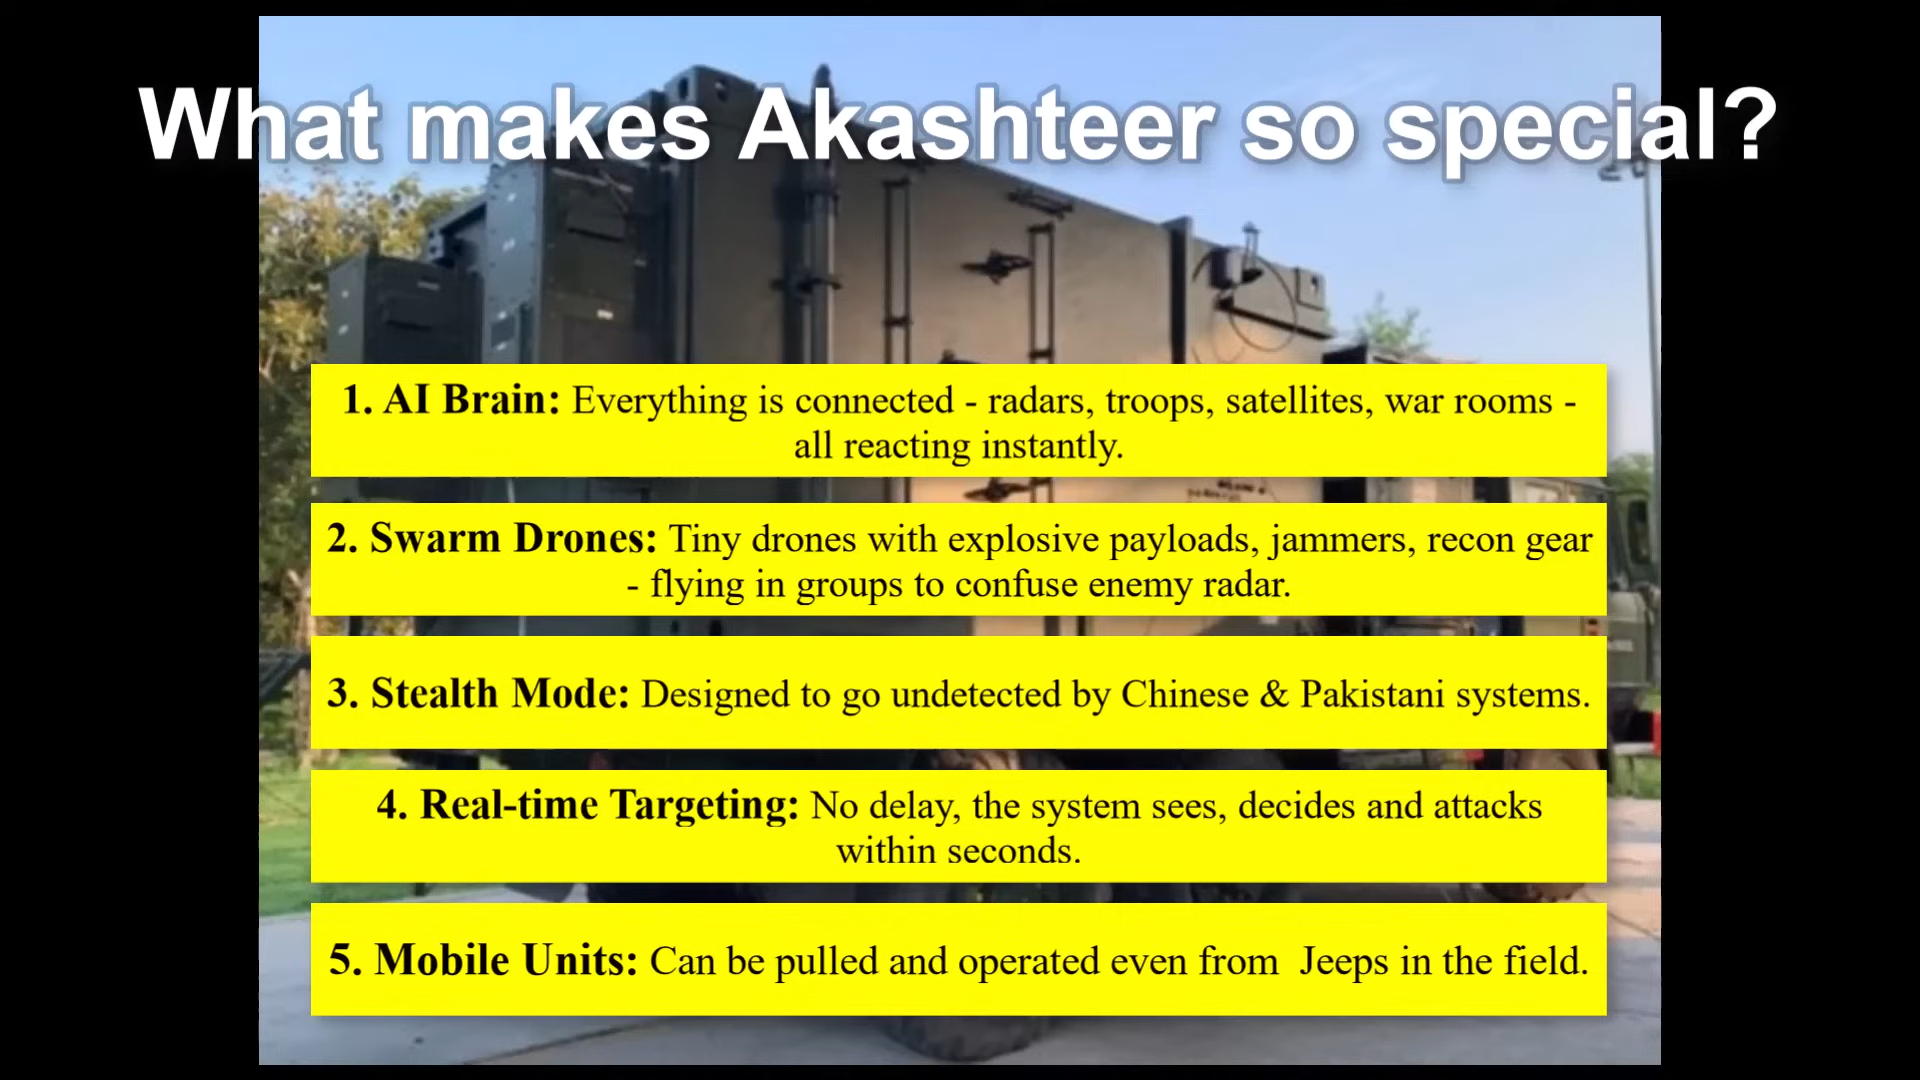 What makes Akashteer so special?
1. AI Brain: Everything is connected - radars, troops, satellites, war rooms -
all reacting instantly.
2. Swarm Drones: Tiny drones with explosive payloads, jammers, recon gear
- flying in groups to confuse enemy radar.
3. Stealth Mode: Designed to go undetected by Chinese & Pakistani systems.
4. Real-time Targeting: No delay, the system sees, decides and attacks
within seconds.
5. Mobile Units: Can be pulled and operated even from  Jeeps in the field.